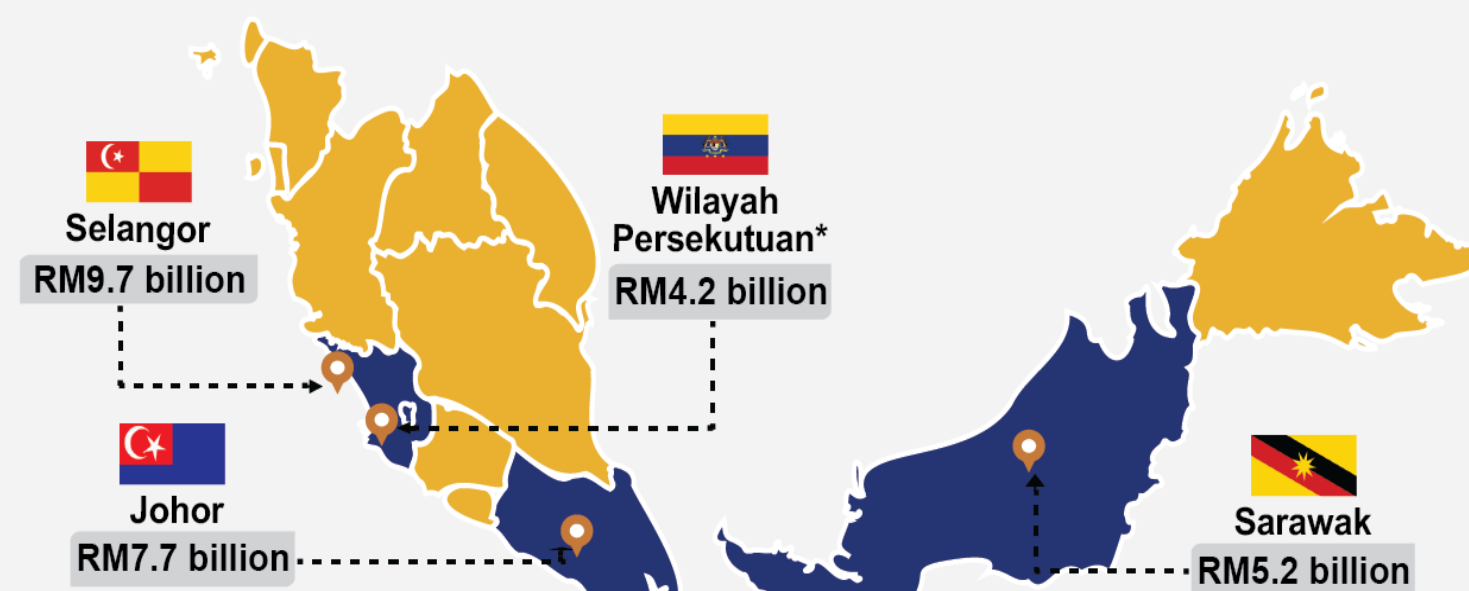 Selangor
RM9.7 billion
Wilayah
Persekutuan*
RM4.2 billion
Johor
RM7.7 billion
Sarawak
RM5.2 billion